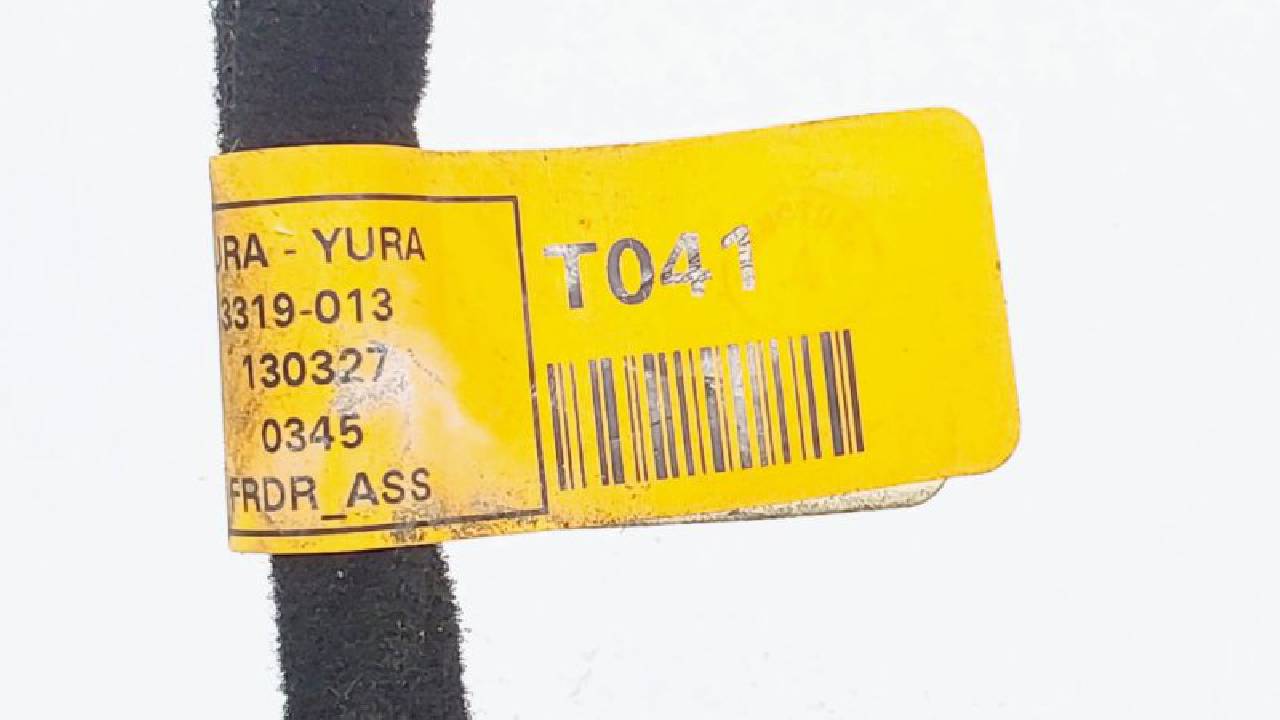 URA - YURA
3319-013
130327
0345
FRDR_ASS
T041